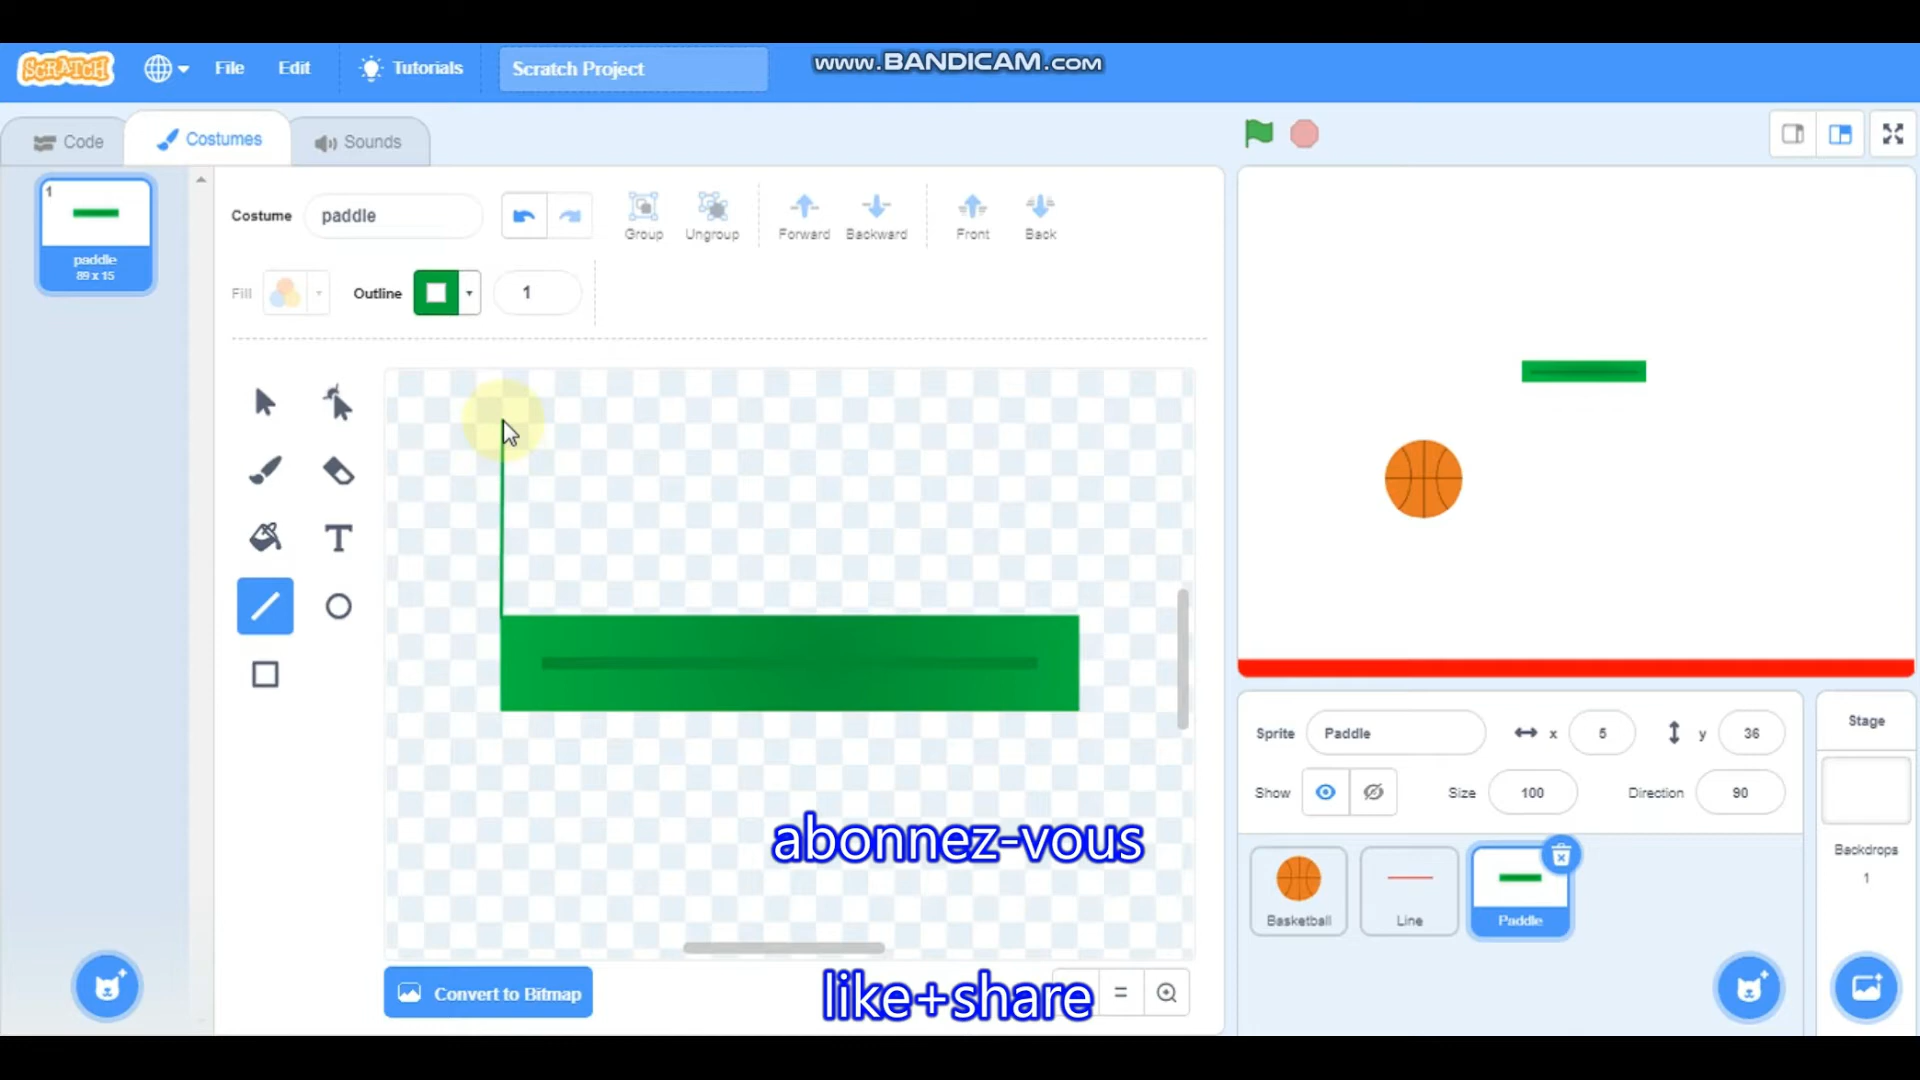 SCRATCH
File
Edit
Tutorials
Scratch Project
www.BANDICAM.com
Code
Costumes
Sounds
1
paddle
89 x 15
Costume
paddle
Group
Ungroup
Forward
Backward
Front
Back
Fill
Outline
1
T
abonnez-vous
Convert to Bitmap
like+share
=
Sprite
Paddle
x
5
y
36
Show
Size
100
Direction
90
Basketball
Line
Paddle
Stage
Backdrops
1